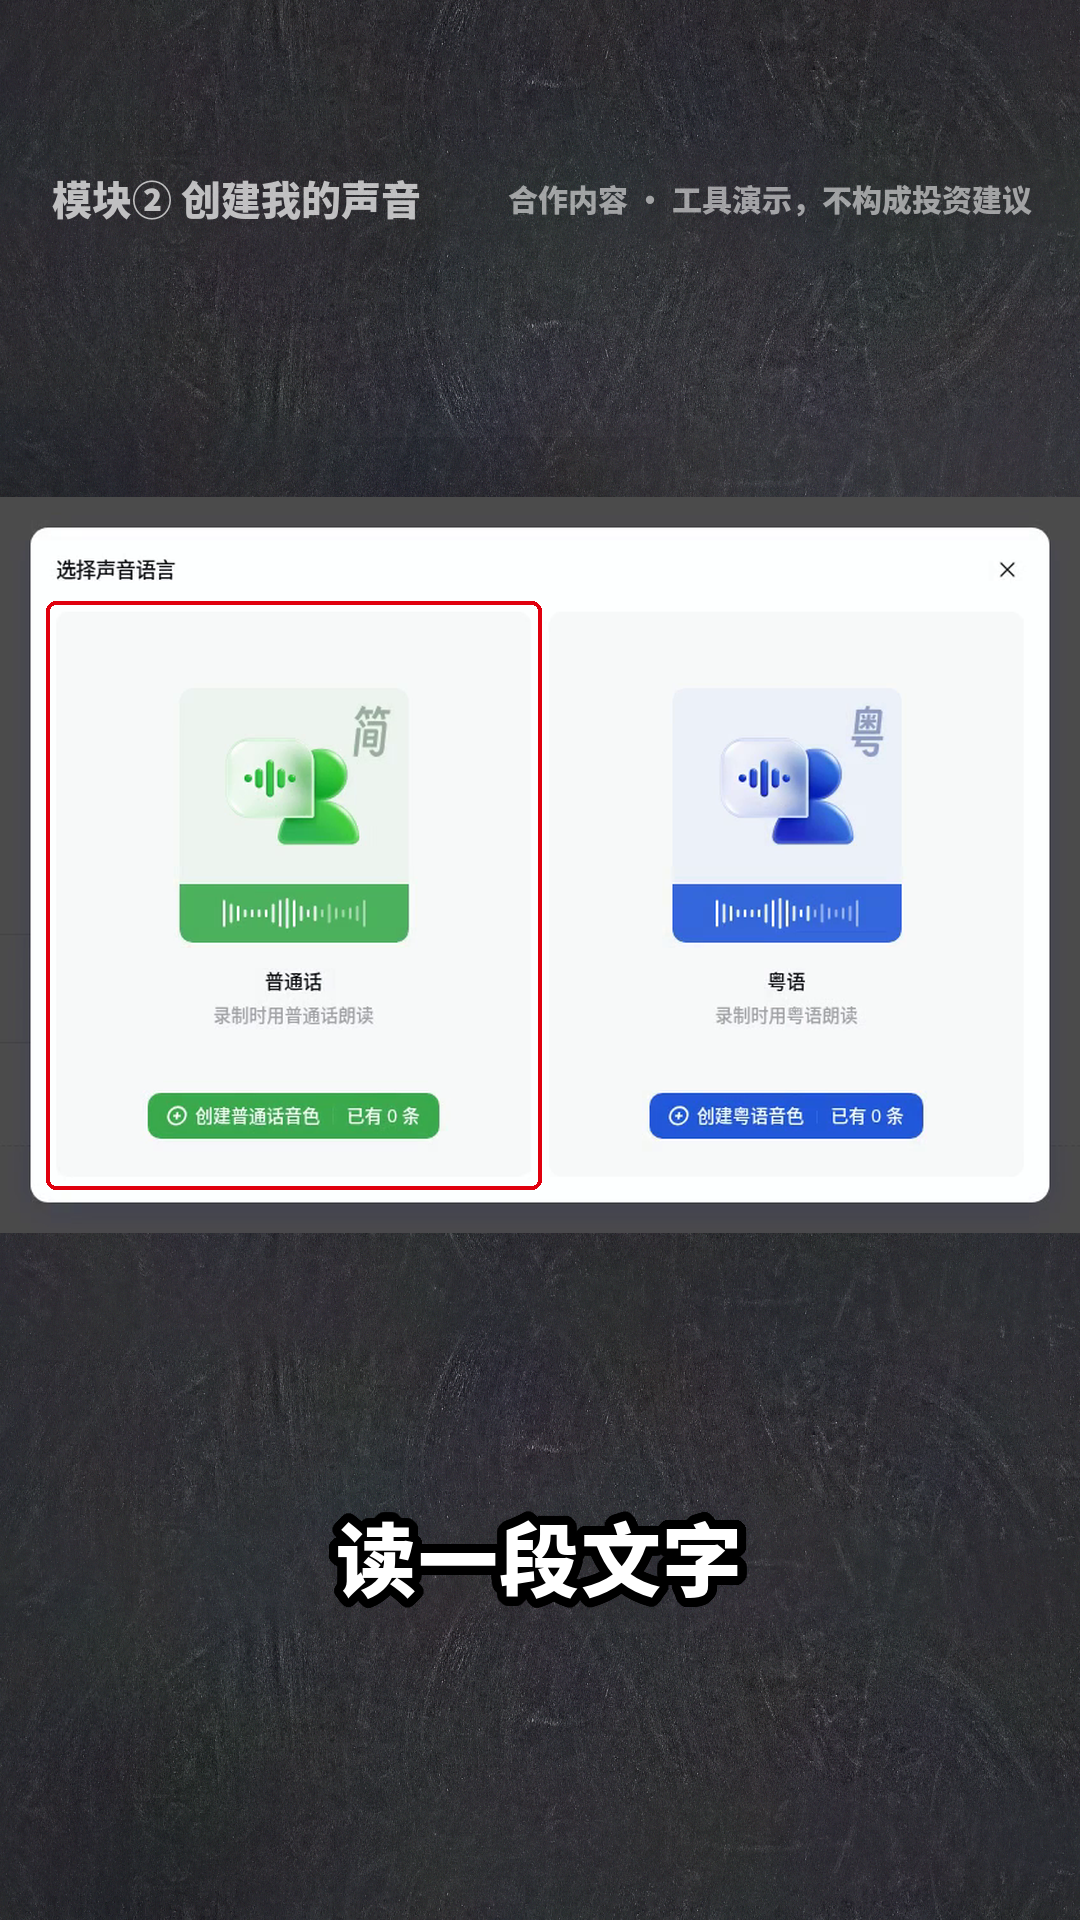 模块② 创建我的声音
合作内容 · 工具演示，不构成投资建议
选择声音语言
简
粤
普通话
录制时用普通话朗读
粤语
录制时用粤语朗读
创建普通话音色 已有 0 条
创建粤语音色 已有 0 条
读一段文字